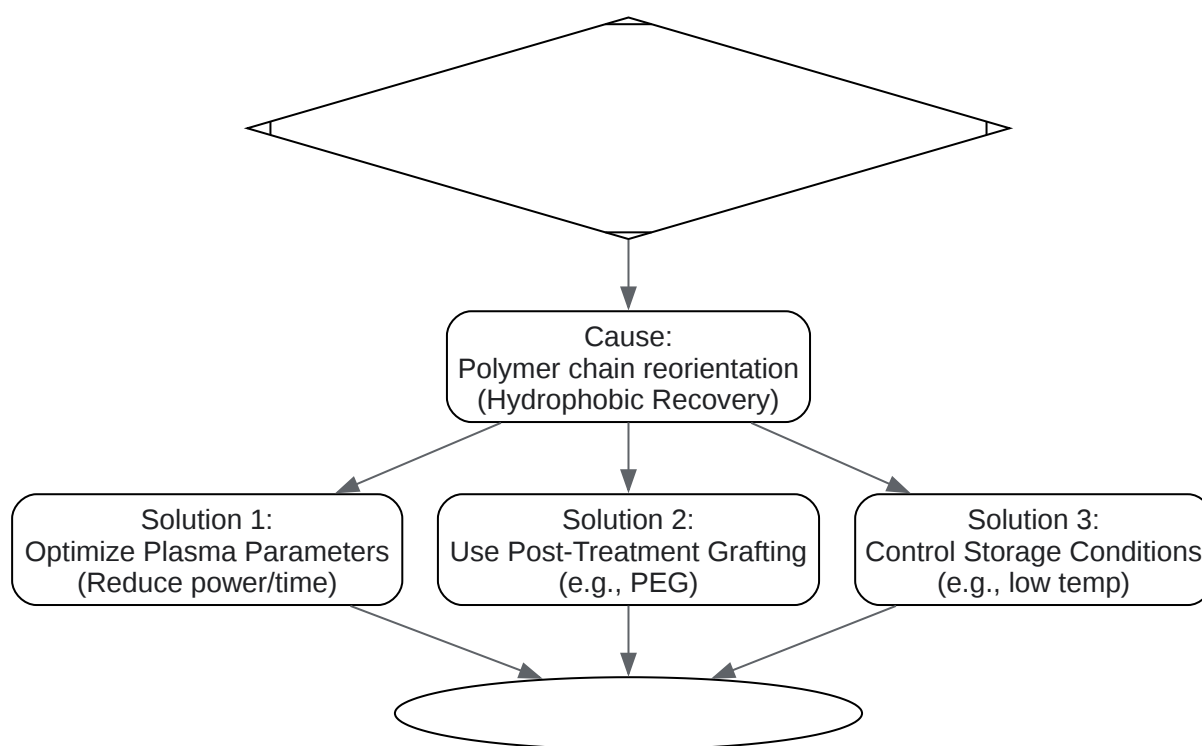 Cause:
Polymer chain reorientation
(Hydrophobic Recovery)
Solution 1:
Optimize Plasma Parameters
(Reduce power/time)
Solution 2:
Use Post-Treatment Grafting
(e.g., PEG)
Solution 3:
Control Storage Conditions
(e.g., low temp)